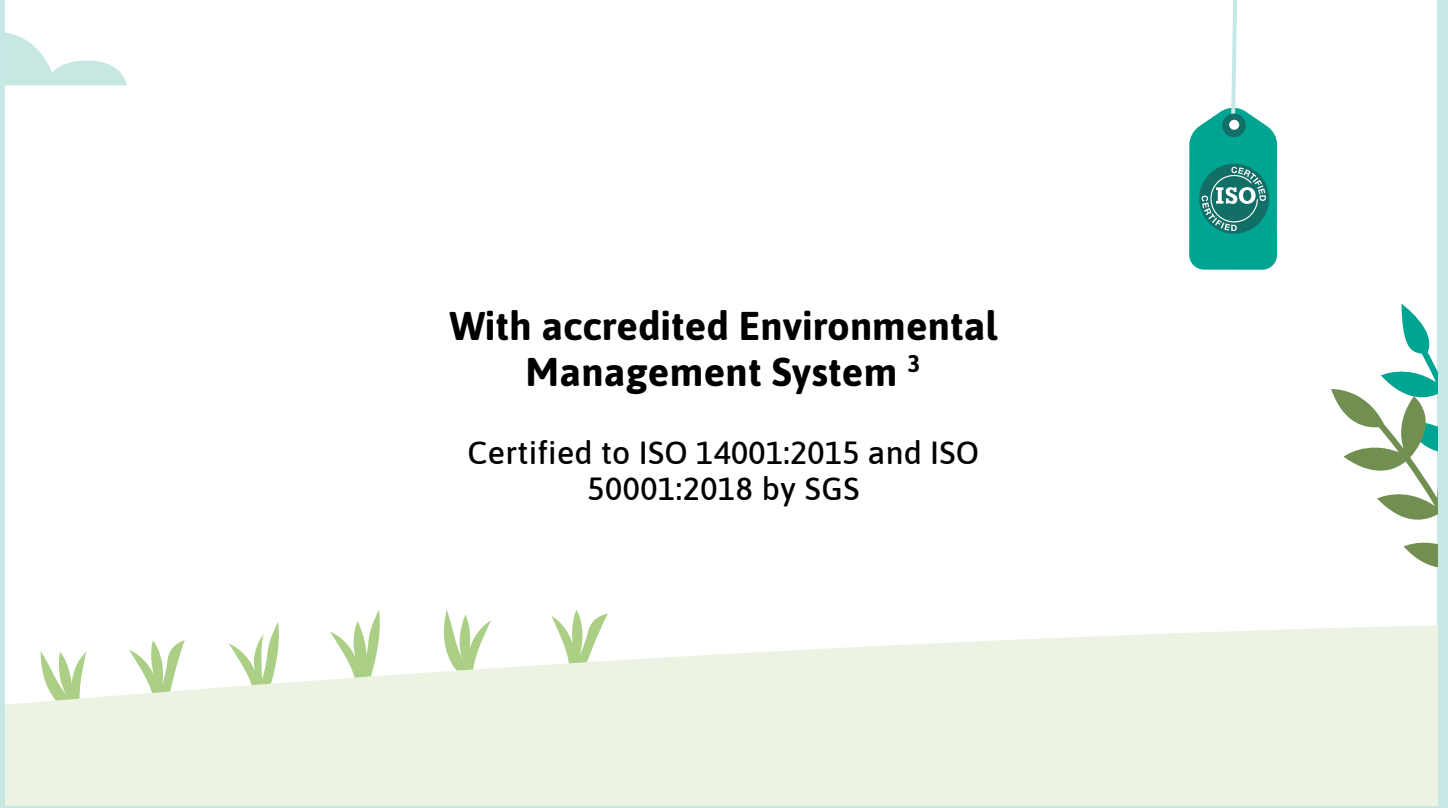 CERTIFIED
ISO
CERTIFIED
With accredited Environmental
Management System ³
Certified to ISO 14001:2015 and ISO
50001:2018 by SGS